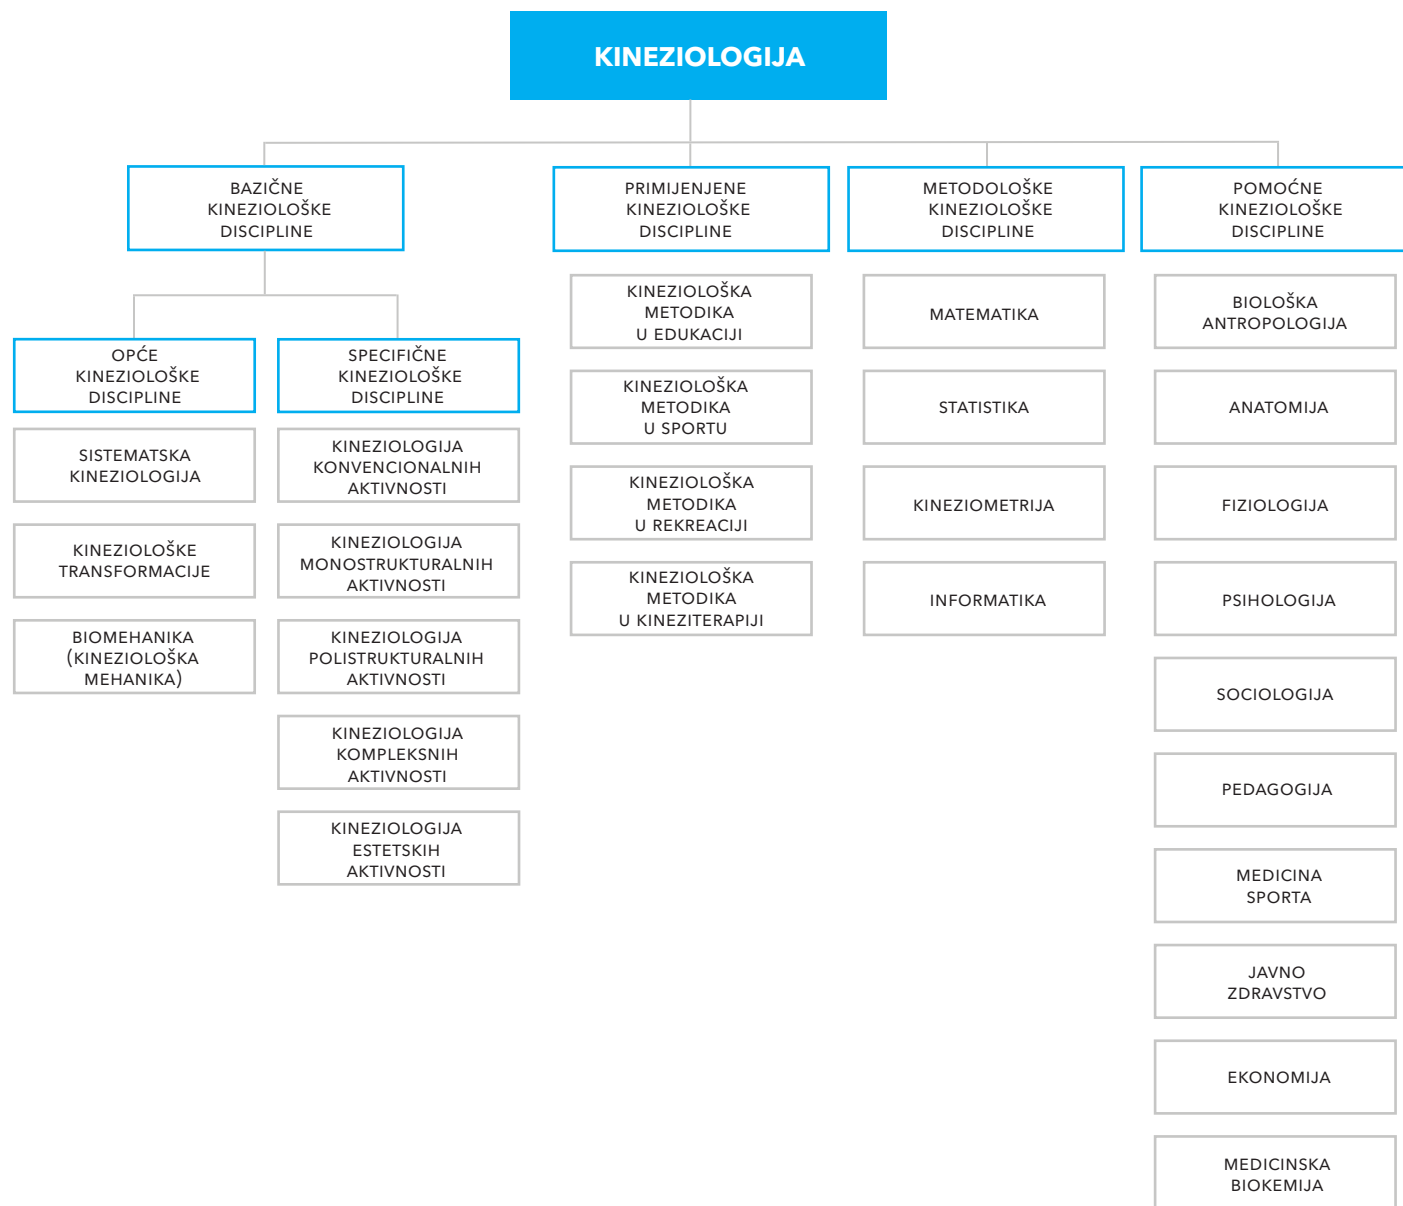 KINEZIOLOGIJA
BAZIČNE
KINEZIOLOŠKE
DISCIPLINE
OPĆE
KINEZIOLOŠKE
DISCIPLINE
SISTEMATSKA
KINEZIOLOGIJA
KINEZIOLOŠKE
TRANSFORMACIJE
BIOMEHANIKA
(KINEZIOLOŠKA
MEHANIKA)
SPECIFIČNE
KINEZIOLOŠKE
DISCIPLINE
KINEZIOLOGIJA
KONVENCIONALNIH
AKTIVNOSTI
KINEZIOLOGIJA
MONOSTRUKTURALNIH
AKTIVNOSTI
KINEZIOLOGIJA
POLISTRUKTURALNIH
AKTIVNOSTI
KINEZIOLOGIJA
KOMPLEKSNIH
AKTIVNOSTI
KINEZIOLOGIJA
ESTETSKIH
AKTIVNOSTI
PRIMIJENJENE
KINEZIOLOŠKE
DISCIPLINE
KINEZIOLOŠKA
METODIKA
U EDUKACIJI
KINEZIOLOŠKA
METODIKA
U SPORTU
KINEZIOLOŠKA
METODIKA
U REKREACIJI
KINEZIOLOŠKA
METODIKA
U KINEZITERAPIJI
METODOLOŠKE
KINEZIOLOŠKE
DISCIPLINE
MATEMATIKA
STATISTIKA
KINEZIOMETRIJA
INFORMATIKA
POMOĆNE
KINEZIOLOŠKE
DISCIPLINE
BIOLOŠKA
ANTROPOLOGIJA
ANATOMIJA
FIZIOLOGIJA
PSIHOLOGIJA
SOCIOLOGIJA
PEDAGOGIJA
MEDICINA
SPORTA
JAVNO
ZDRAVSTVO
EKONOMIJA
MEDICINSKA
BIOKEMIJA